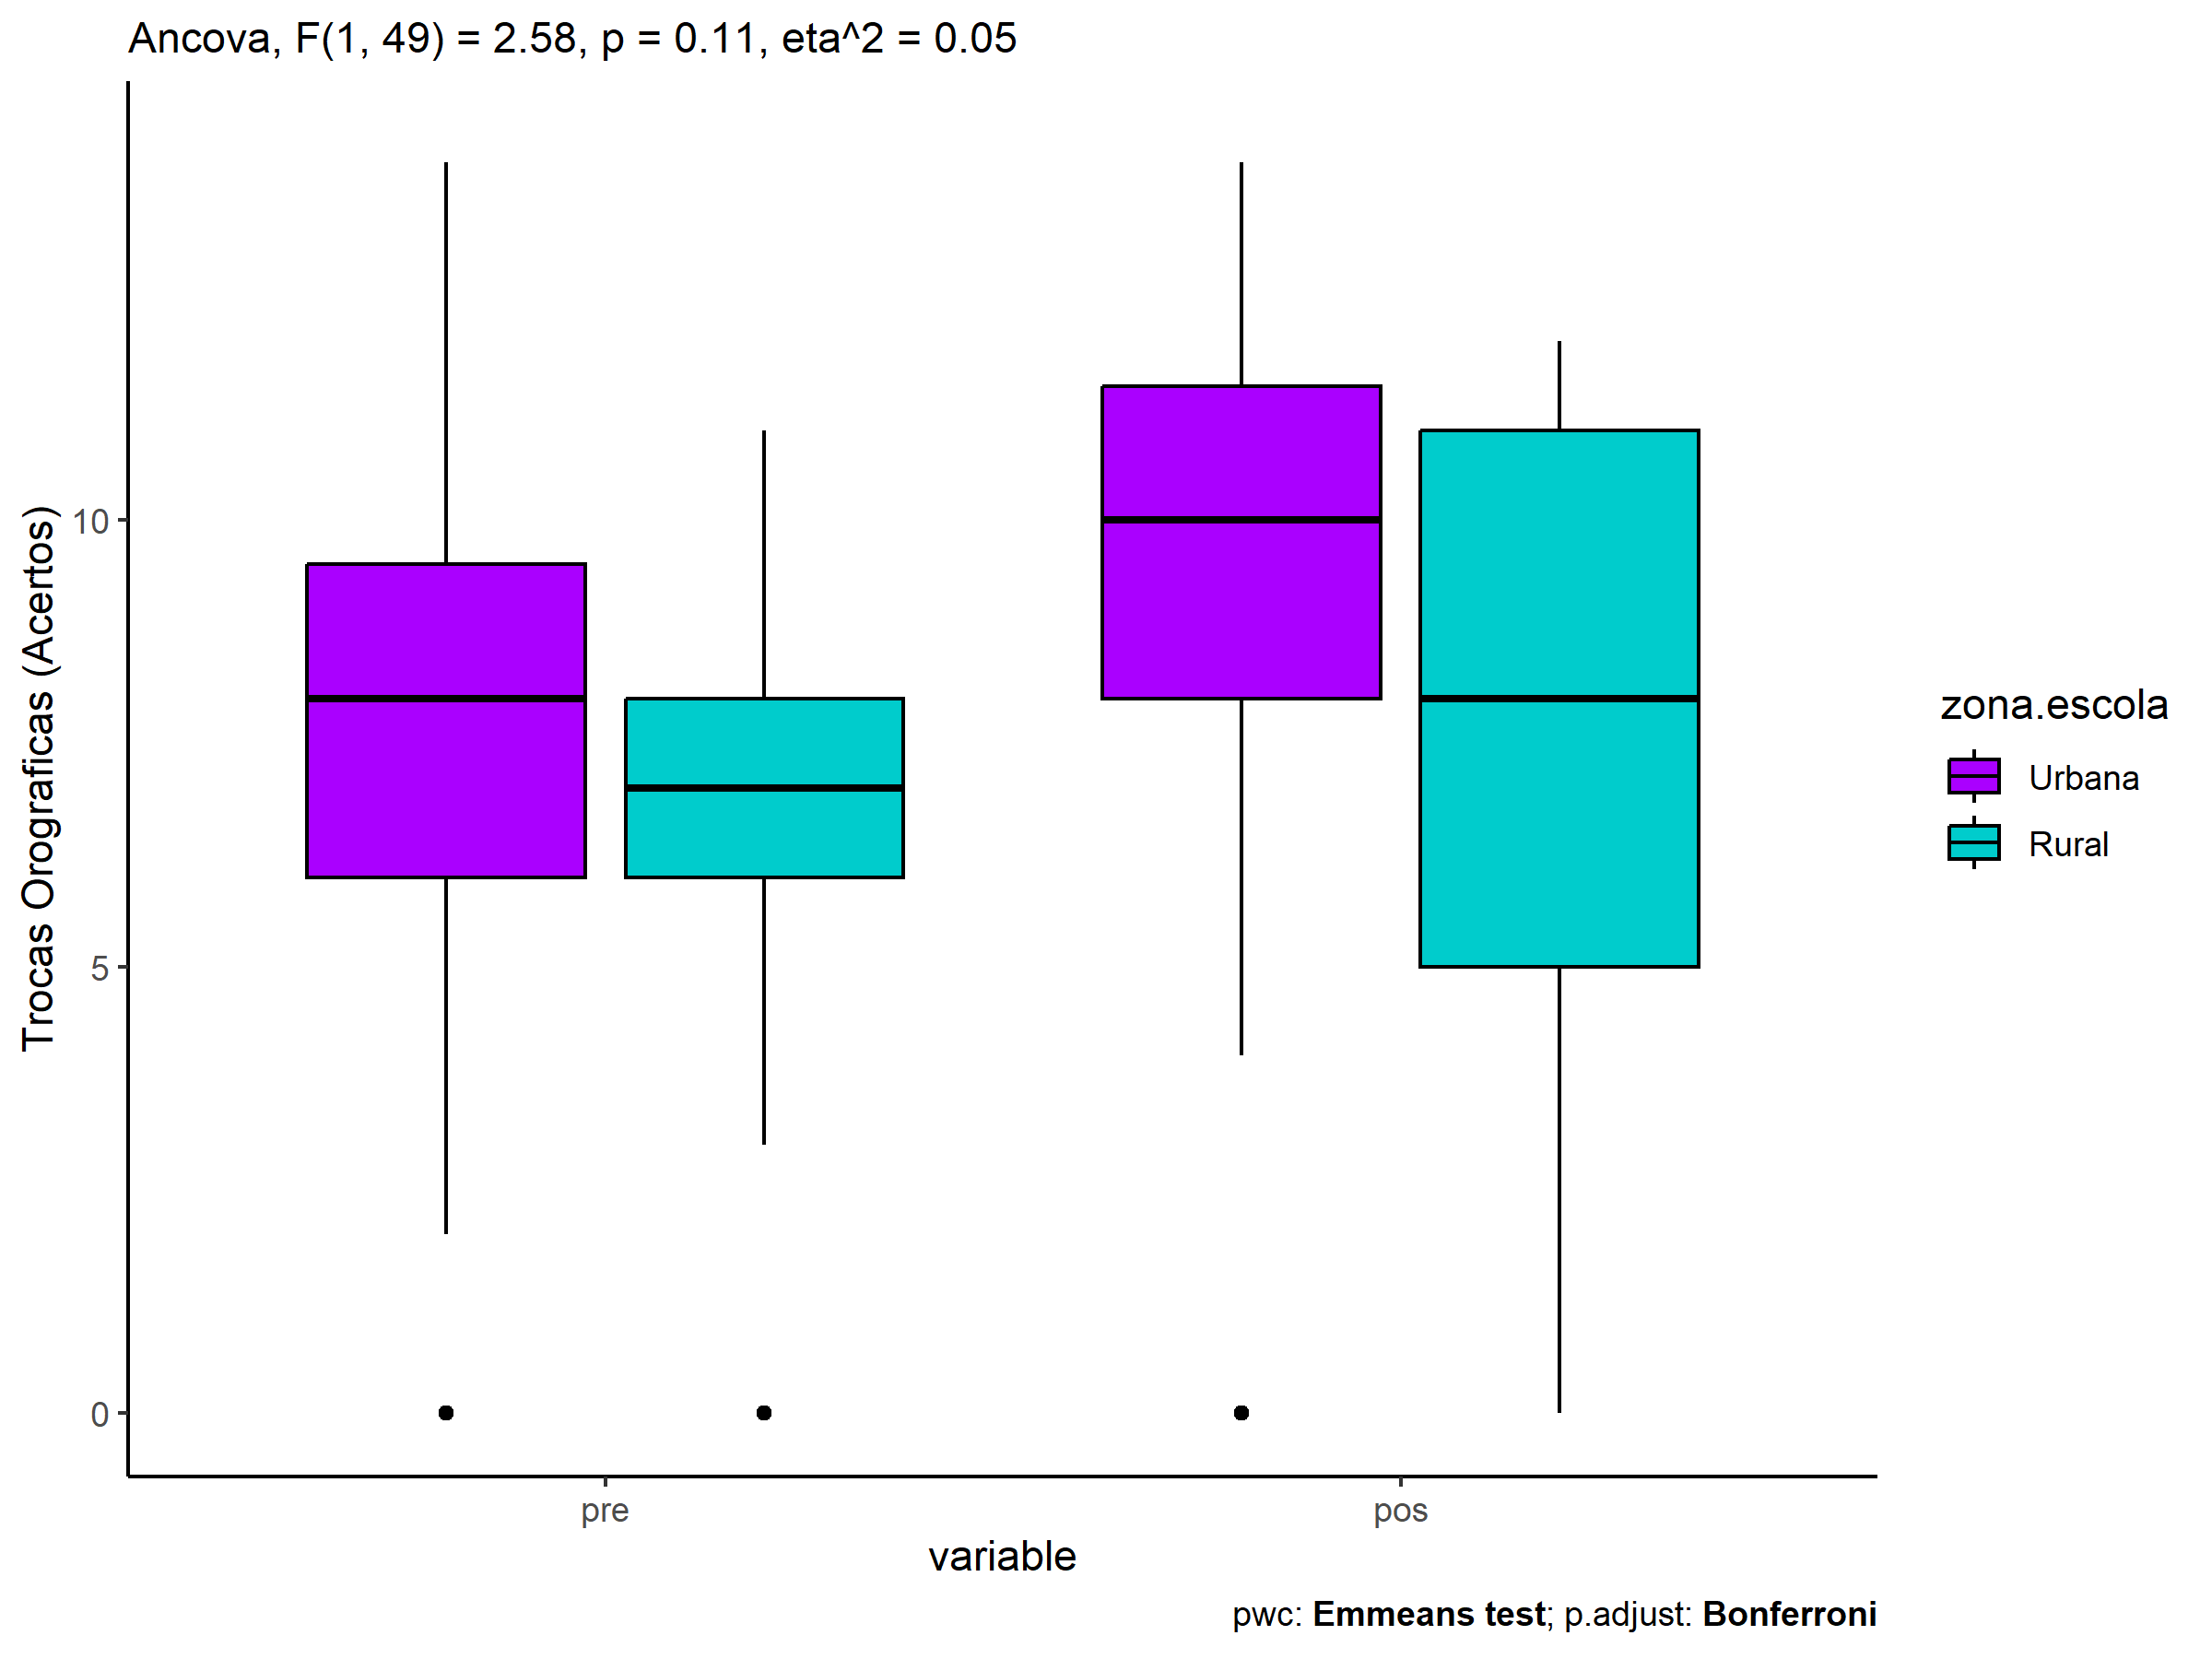 Ancova, F(1, 49) = 2.58, p = 0.11, eta^2 = 0.05
Trocas Orograficas (Acertos)
10
5
0
pre
pos
variable
zona.escola
Urbana
Rural
pwc: Emmeans test; p.adjust: Bonferroni